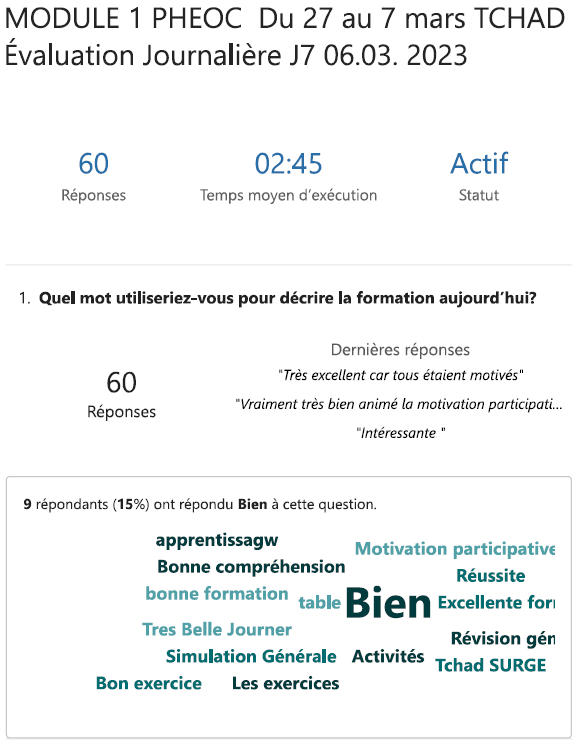 MODULE 1 PHEOC Du 27 au 7 mars TCHAD
Évaluation Journalière J7 06.03. 2023
60
Réponses
02:45
Temps moyen d'exécution
Actif
Statut
1. Quel mot utiliseriez-vous pour décrire la formation aujourd'hui?
60
Réponses
Dernières réponses
"Très excellent car tous étaient motivés"
"Vraiment très bien animé la motivation participati...
"Intéressante "
9 répondants (15%) ont répondu Bien à cette question.
apprentissagw
Motivation participative
Bonne compréhension
Réussite
bonne formation
table
Bien
Excellente for
Tres Belle Journer
Révision gén
Simulation Générale
Activités
Tchad SURGE
Bon exercice
Les exercices